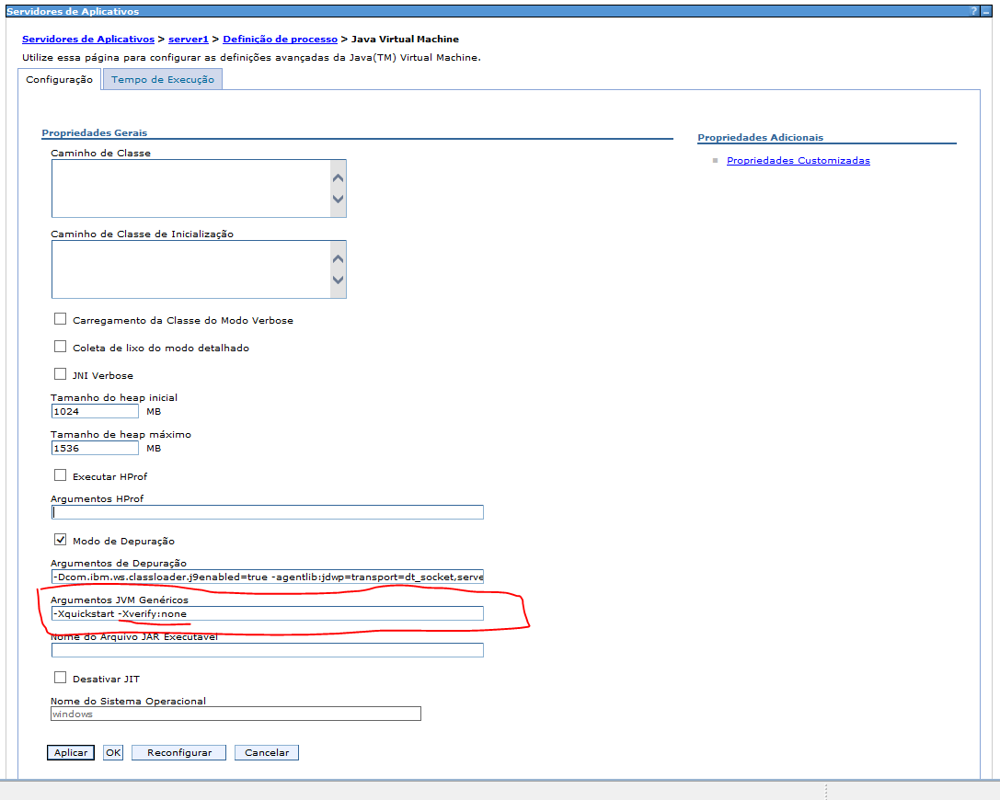 Servidores de Aplicativos ? _
Servidores de Aplicativos > server1 > Definição de processo > Java Virtual Machine
Utilize essa página para configurar as definições avançadas da Java(TM) Virtual Machine.
Configuração Tempo de Execução
Propriedades Gerais
Caminho de Classe
Caminho de Classe de Inicialização
Carregamento da Classe do Modo Verbose
Coleta de lixo do modo detalhado
JNI Verbose
Tamanho do heap inicial
1024 MB
Tamanho de heap máximo
1536 MB
Executar HProf
Argumentos HProf
Modo de Depuração
Argumentos de Depuração
-Dcom.ibm.ws.classloader.j9enabled=true -agentlib:jdwp=transport=dt_socket,serve
Argumentos JVM Genéricos
-Xquickstart -Xverify:none
Nome do Arquivo JAR Executável
Desativar JIT
Nome do Sistema Operacional
windows
Aplicar OK Reconfigurar Cancelar
Propriedades Adicionais
Propriedades Customizadas